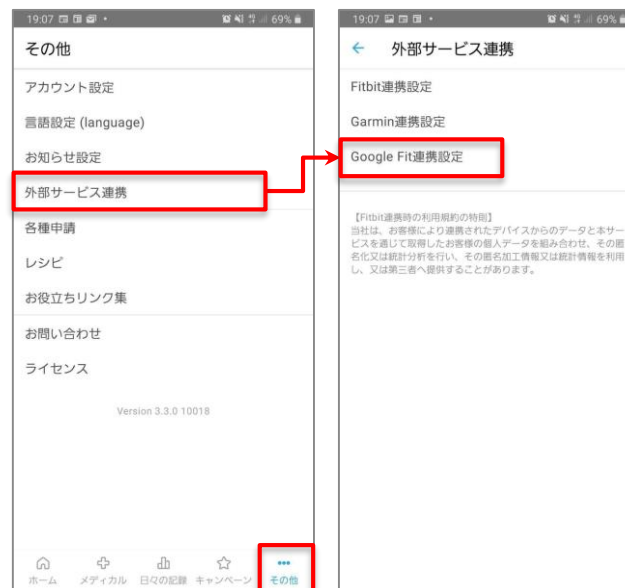 19:07
69%
その他
アカウント設定
言語設定 (language)
お知らせ設定
外部サービス連携
各種申請
レシピ
お役立ちリンク集
お問い合わせ
ライセンス
Version 3.3.0 10018
ホーム メディカル 日々の記録 キャンペーン その他
19:07
69%
外部サービス連携
Fitbit連携設定
Garmin連携設定
Google Fit連携設定
【Fitbit連携時の利用規約の特則】
当社は、お客様により連携されたデバイスからのデータと本サー
ビスを通じて取得したお客様の個人データを組み合わせ、その匿
名化又は統計分析を行い、その匿名加工情報又は統計情報を利用
し、又は第三者へ提供することがあります。